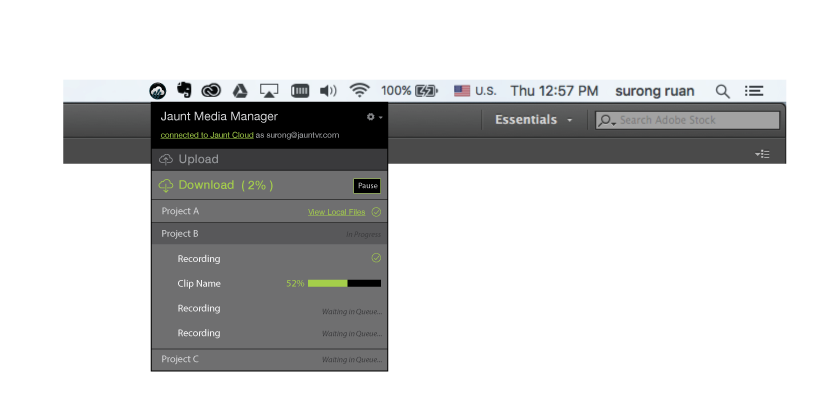 100% U.S. Thu 12:57 PM surong ruan
Jaunt Media Manager
connected to Jaunt Cloud as surong@jauntvr.com
Essentials Search Adobe Stock
Upload
Download (2%) Pause
Project A View Local Files
Project B In Progress
Recording
Clip Name 52%
Recording Waiting in Queue...
Recording Waiting in Queue...
Project C Waiting in Queue...